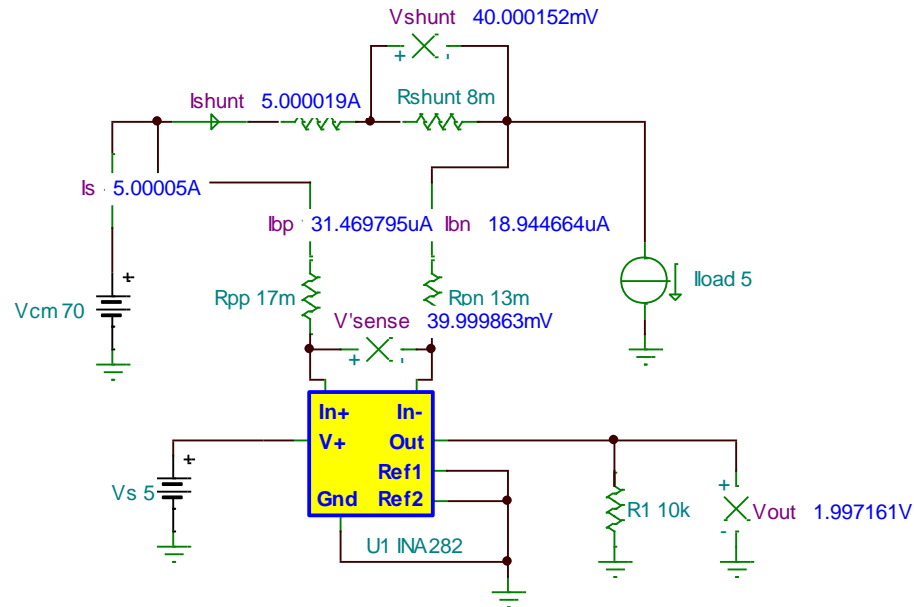 Vshunt 40.000152mV
Ishunt 5.000019A
Rshunt 8m
+ -
Is 5.00005A
Ibp 31.469795uA
Ibn 18.944664uA
+
Vcm 70
Rpp 17m
Rpn 13m
Iload 5
V'sense 39.999863mV
+ -
In+ In-
V+ Out
Ref1
Gnd Ref2
+
Vs 5
U1 INA282
R1 10k
+
Vout 1.997161V
-